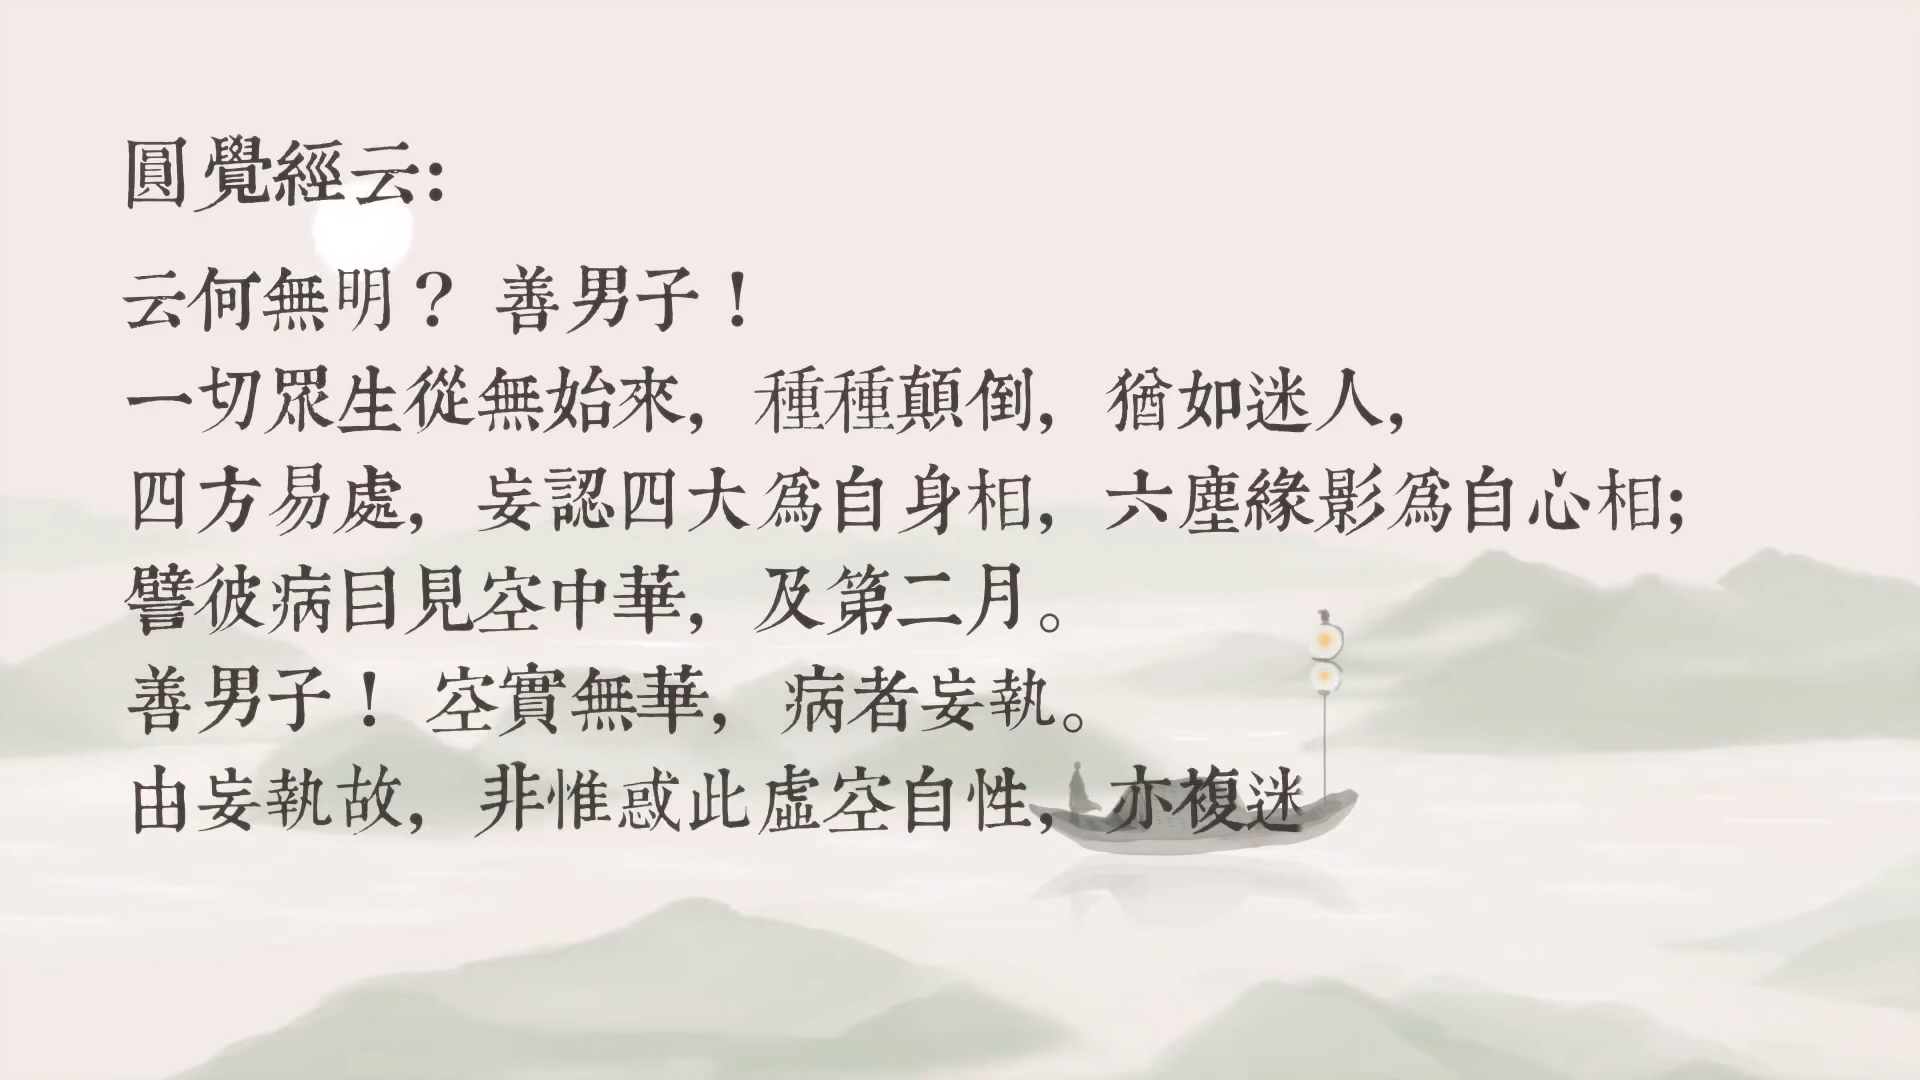 圓覺經云:
云何無明？ 善男子！
一切眾生從無始來，種種顛倒，猶如迷人，
四方易處，妄認四大爲自身相，六塵緣影爲自心相；
譬彼病目見空中華，及第二月。
善男子！ 空實無華，病者妄執。
由妄執故，非惟惑此虛空自性，亦複迷